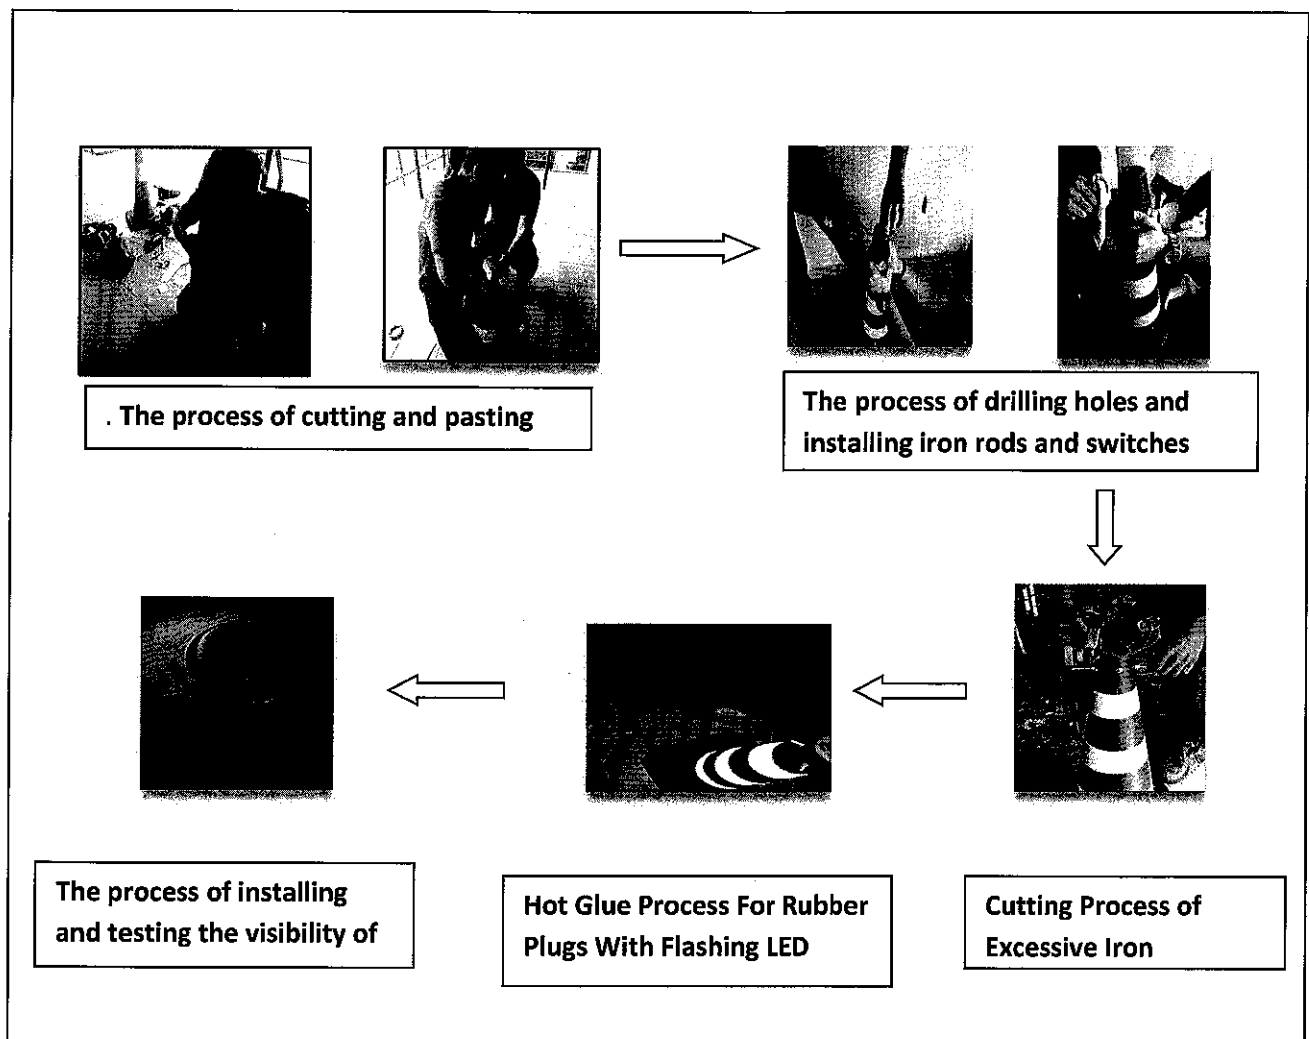 . The process of cutting and pasting
The process of drilling holes and
installing iron rods and switches
Cutting Process of
Excessive Iron
Hot Glue Process For Rubber
Plugs With Flashing LED
The process of installing
and testing the visibility of